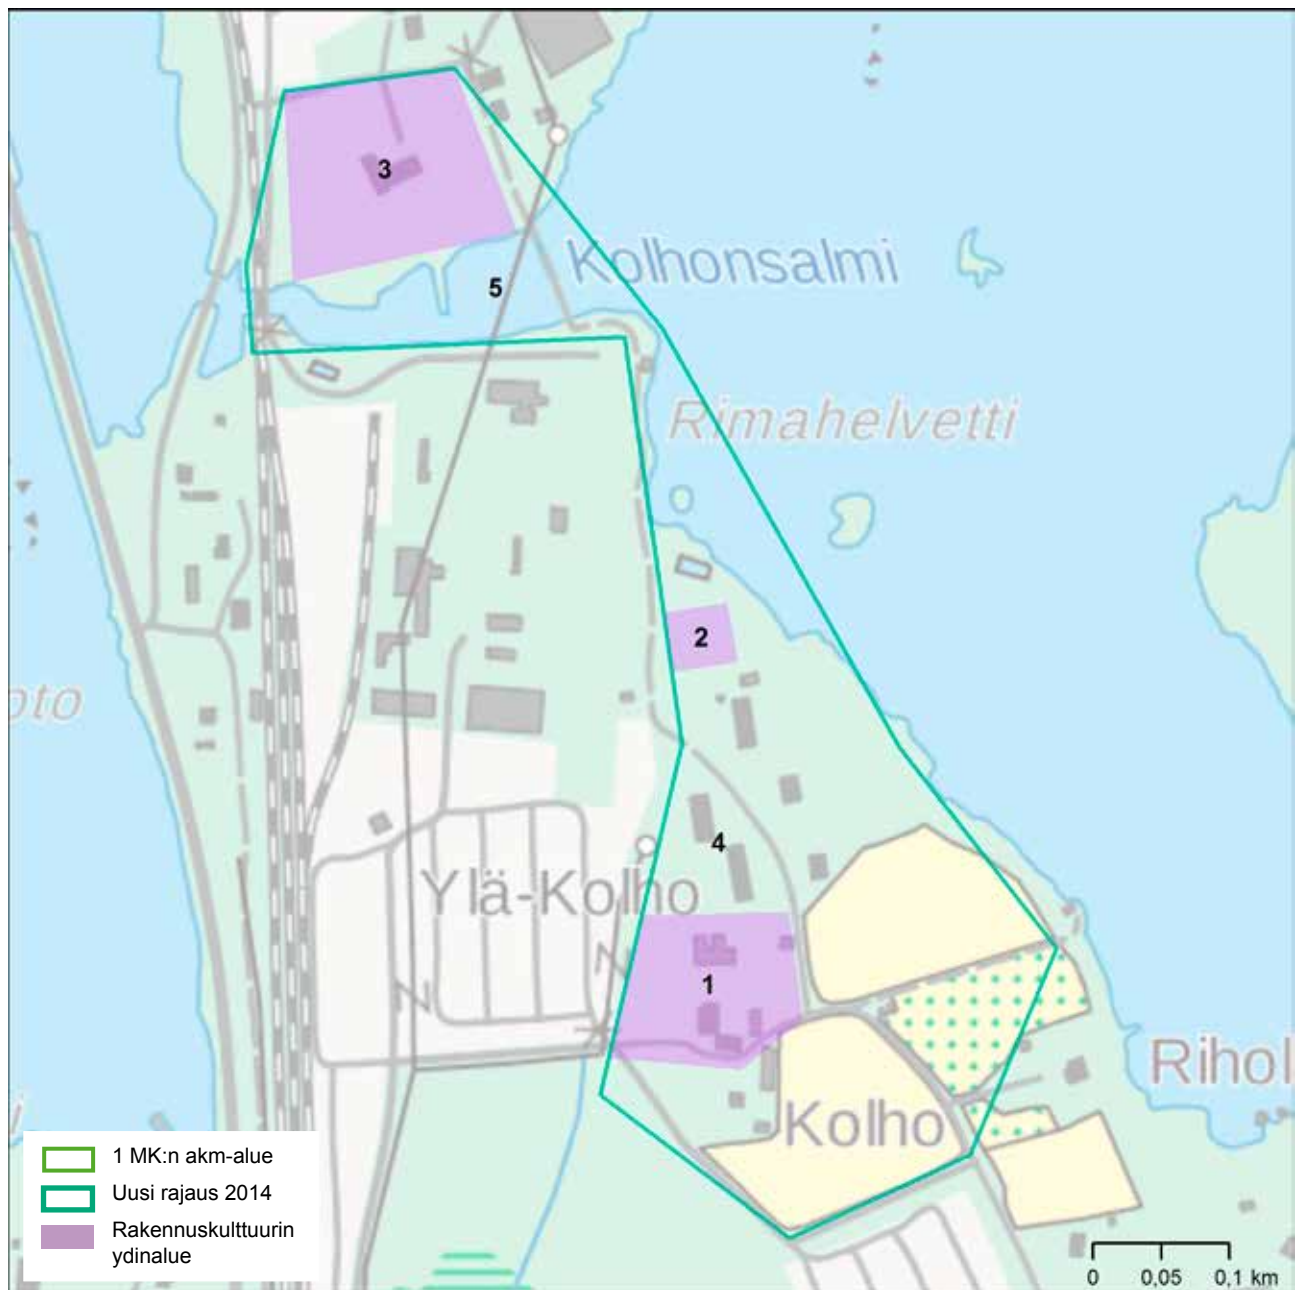 3
5
Kolhonsalmi
Rimahelvetti
2
oto
4
Ylä-Kolho
1
Kolho
Rihol
i
1 MK:n akm-alue
Uusi rajaus 2014
Rakennuskulttuurin
ydinalue
0 0,05 0,1 km